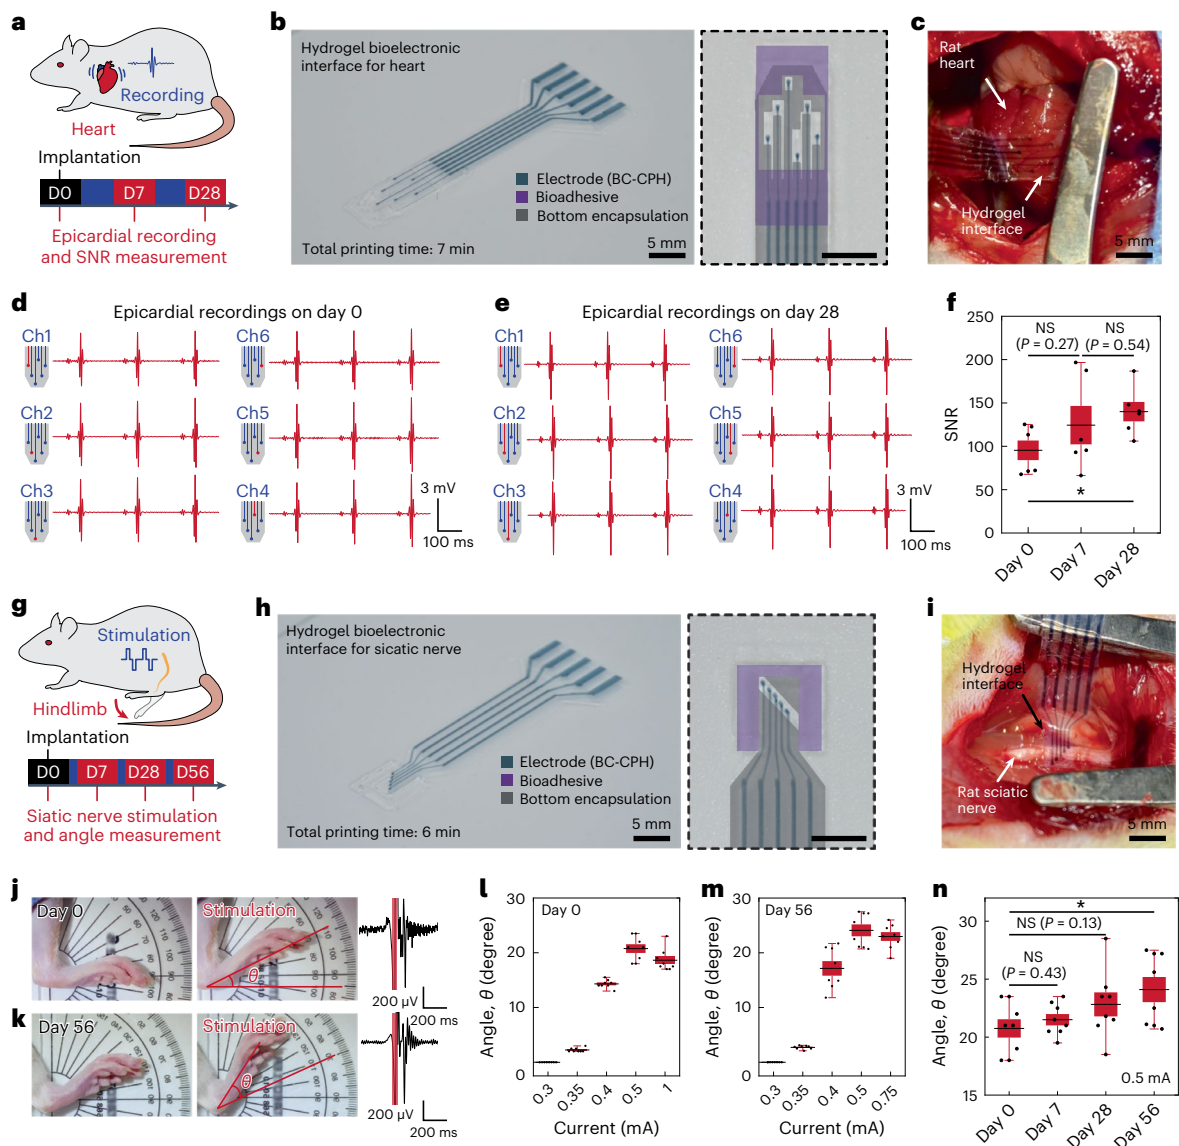 a
Recording
Heart
Implantation
D0
D7
D28
Epicardial recording
and SNR measurement
b
Hydrogel bioelectronic
interface for heart
Electrode (BC-CPH)
Bioadhesive
Bottom encapsulation
Total printing time: 7 min
5 mm
c
Rat
heart
Hydrogel
interface
5 mm
d
Epicardial recordings on day 0
Ch1
Ch6
Ch2
Ch5
Ch3
Ch4
3 mV
100 ms
e
Epicardial recordings on day 28
Ch1
Ch6
Ch2
Ch5
Ch3
Ch4
3 mV
100 ms
f
SNR
250
200
150
100
50
0
NS
(P = 0.27)
NS
(P = 0.54)
*
Day 0
Day 7
Day 28
g
Stimulation
Hindlimb
Implantation
D0
D7
D28
D56
Siatic nerve stimulation
and angle measurement
h
Hydrogel bioelectronic
interface for sicatic nerve
Electrode (BC-CPH)
Bioadhesive
Bottom encapsulation
Total printing time: 6 min
5 mm
i
Hydrogel
interface
Rat sciatic
nerve
5 mm
j
Day 0
Stimulation
θ
200 µV
200 ms
k
Day 56
Stimulation
θ
200 µV
200 ms
l
Day 0
Angle, θ (degree)
30
20
10
0
0.3
0.35
0.4
0.5
1
Current (mA)
m
Day 56
Angle, θ (degree)
30
20
10
0
0.3
0.35
0.4
0.5
0.75
Current (mA)
n
Angle, θ (degree)
30
25
20
15
*
NS (P = 0.13)
NS
(P = 0.43)
0.5 mA
Day 0
Day 7
Day 28
Day 56